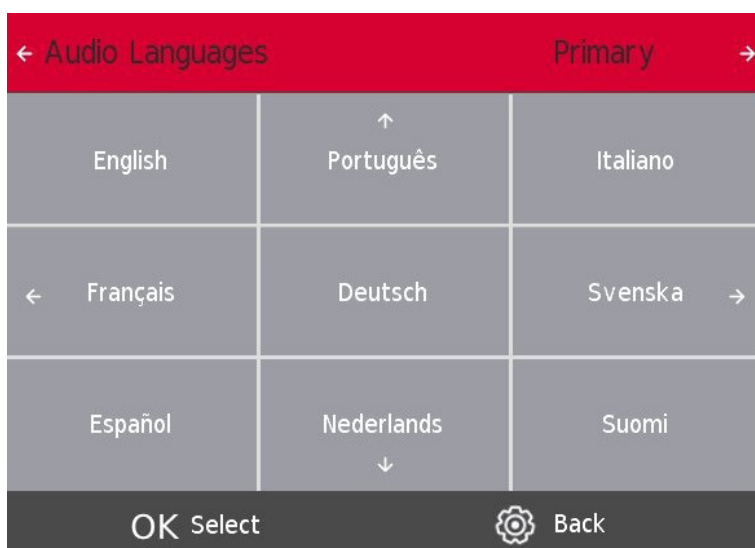 Audio Languages Primary
English Português Italiano
Français Deutsch Svenska
Español Nederlands Suomi
OK Select Back